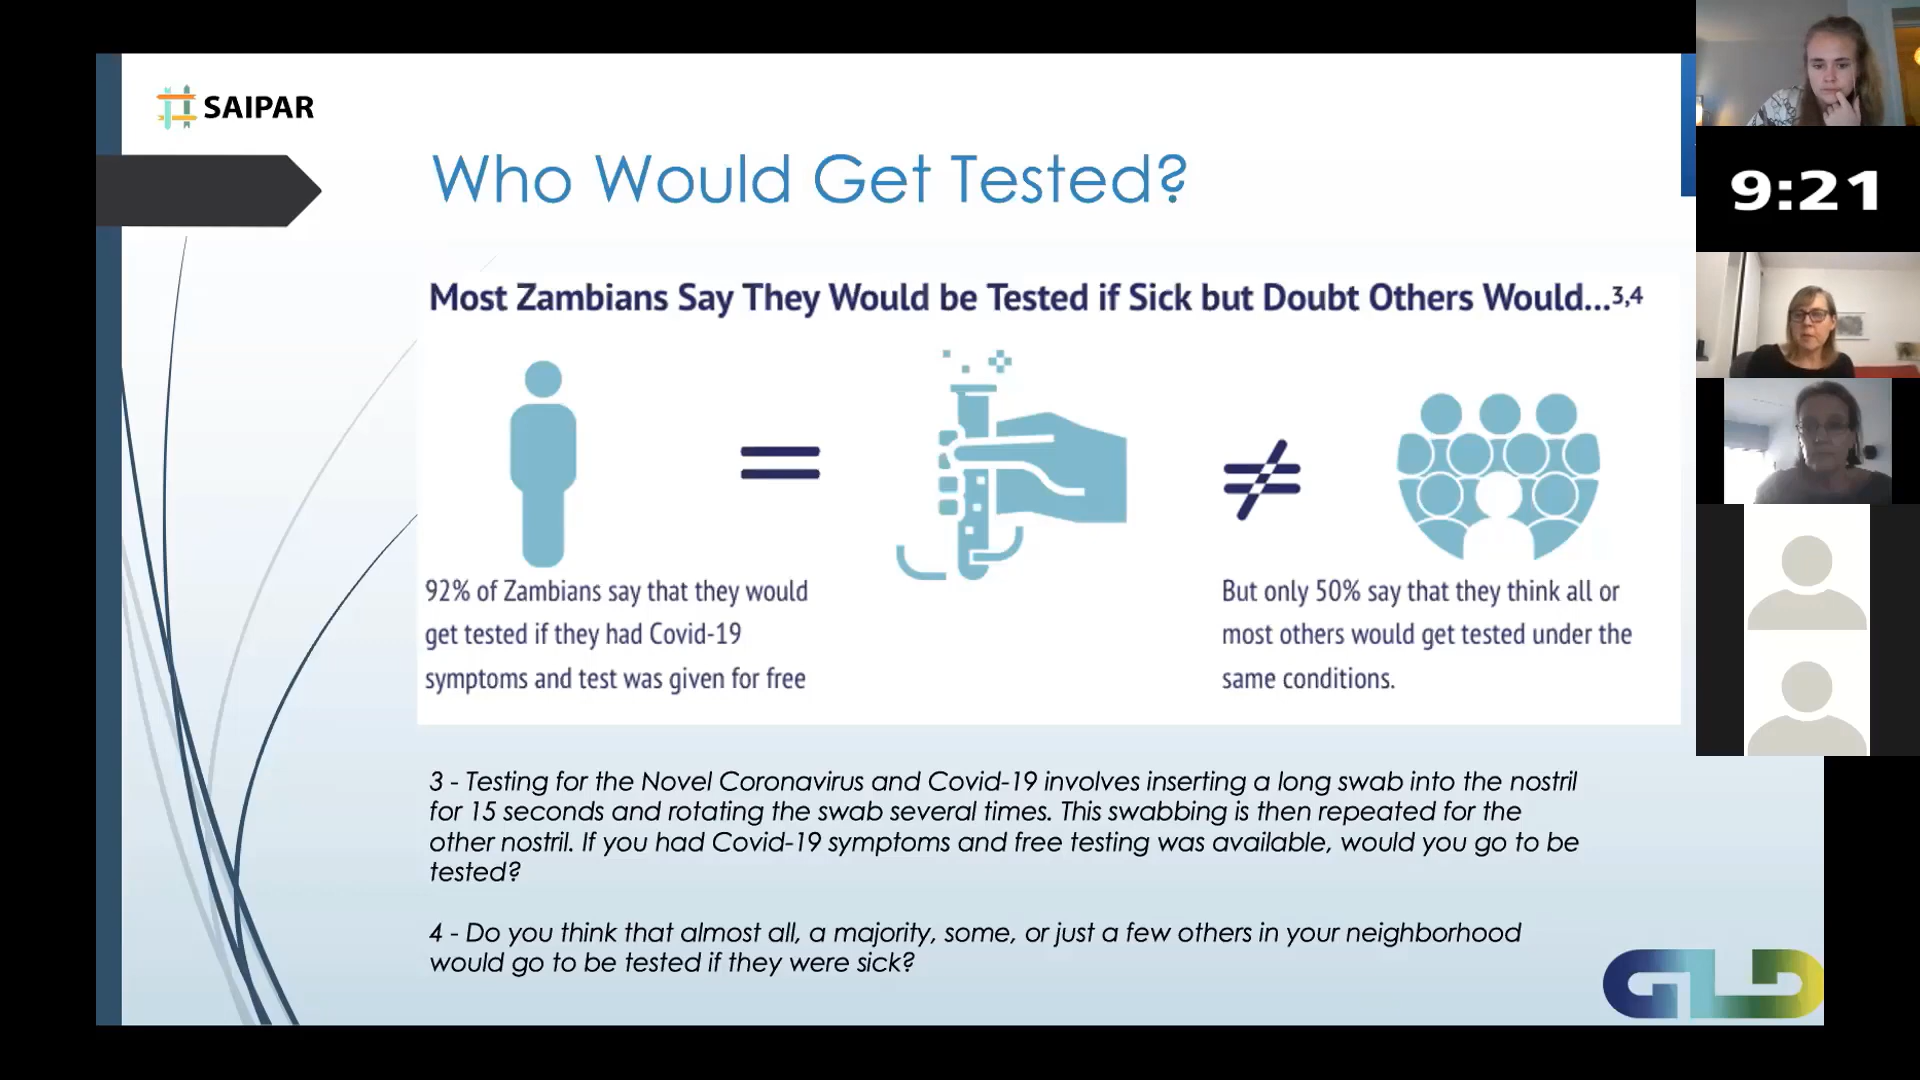 SAIPAR
Who Would Get Tested?
9:21
Most Zambians Say They Would be Tested if Sick but Doubt Others Would...3,4
92% of Zambians say that they would
get tested if they had Covid-19
symptoms and test was given for free
But only 50% say that they think all or
most others would get tested under the
same conditions.
3 - Testing for the Novel Coronavirus and Covid-19 involves inserting a long swab into the nostril
for 15 seconds and rotating the swab several times. This swabbing is then repeated for the
other nostril. If you had Covid-19 symptoms and free testing was available, would you go to be
tested?
4 - Do you think that almost all, a majority, some, or just a few others in your neighborhood
would go to be tested if they were sick?
GLD